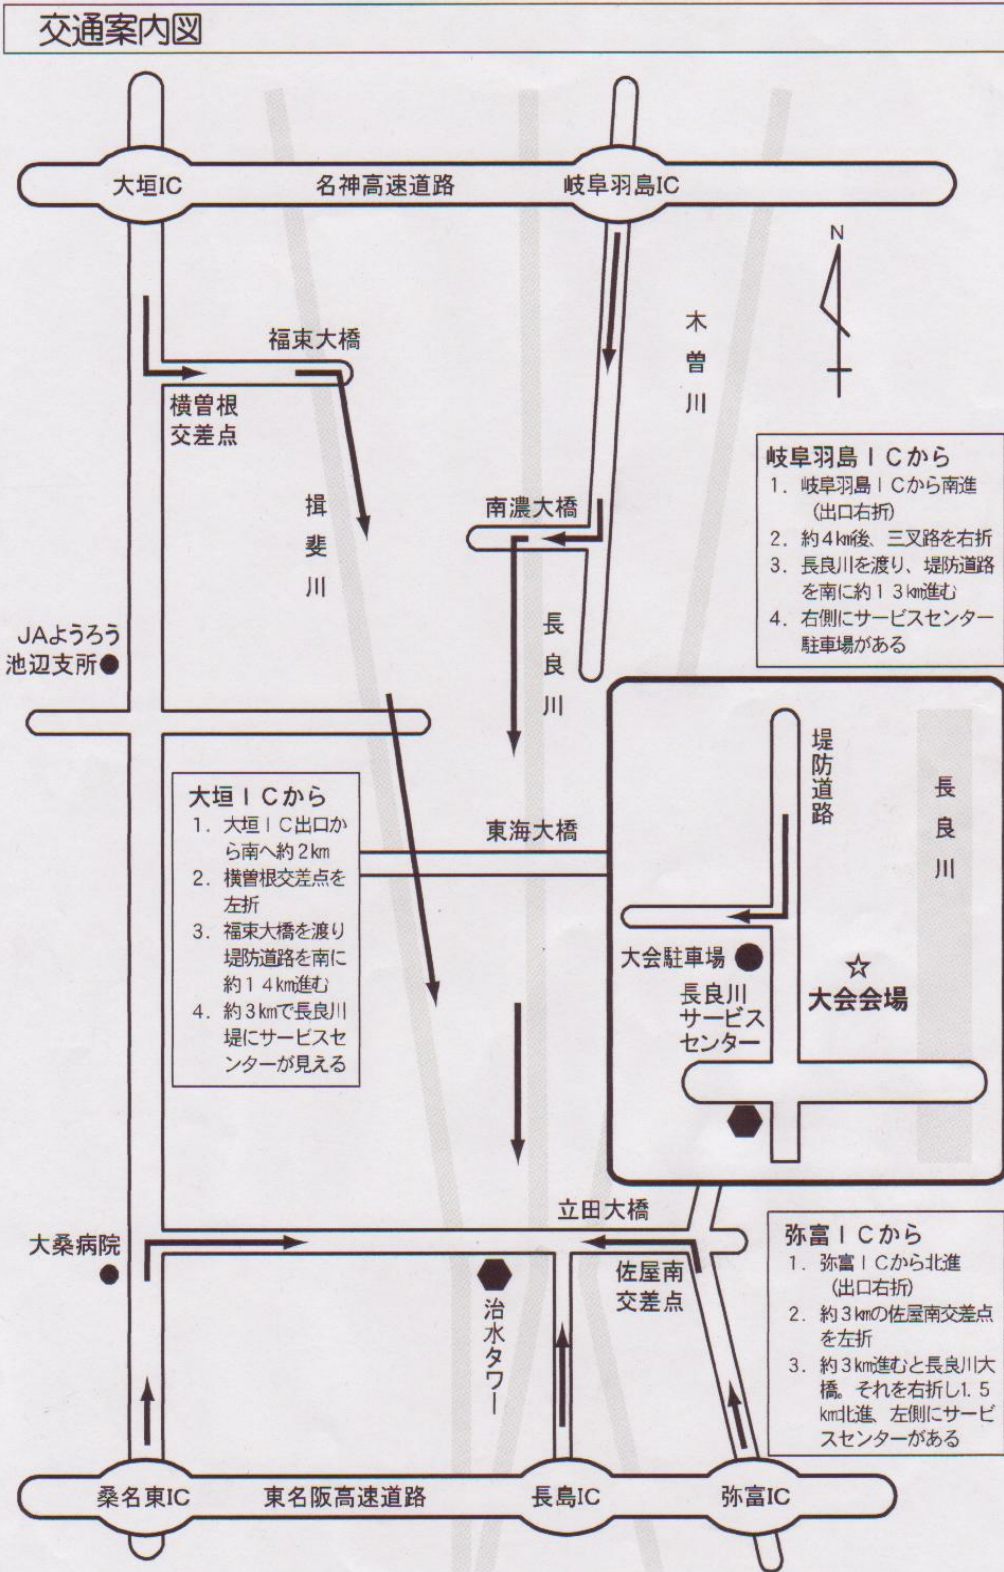 交通案内図
大垣IC
名神高速道路
岐阜羽島IC
N
福束大橋
横曽根
交差点
木曽川
揖斐川
南濃大橋
長良川
岐阜羽島ＩＣから
1. 岐阜羽島ＩＣから南進
(出口右折)
2. 約4㎞後、三叉路を右折
3. 長良川を渡り、堤防道路
を南に約13㎞進む
4. 右側にサービスセンター
駐車場がある
JAようろう
池辺支所
大垣ＩＣから
1. 大垣ＩＣ出口か
ら南へ約2㎞
2. 横曽根交差点を
左折
3. 福束大橋を渡り
堤防道路を南に
約14㎞進む
4. 約3㎞で長良川
堤にサービスセ
ンターが見える
東海大橋
堤防道路
長良川
大会駐車場
長良川
サービス
センター
大会会場
立田大橋
大桑病院
佐屋南
交差点
治水タワー
弥富ＩＣから
1. 弥富ＩＣから北進
(出口右折)
2. 約3㎞の佐屋南交差点
を左折
3. 約3㎞進むと長良川大
橋。それを右折し1.5
㎞北進、左側にサービ
スセンターがある
桑名東IC
東名阪高速道路
長島IC
弥富IC